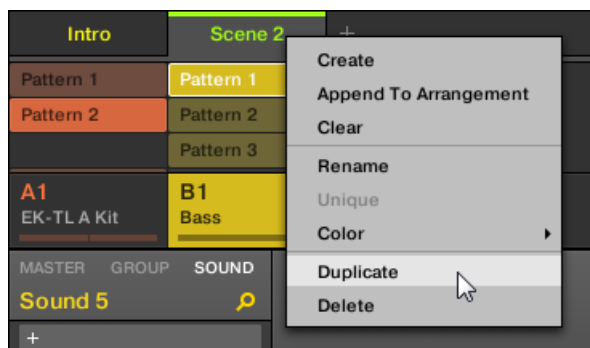 Intro
Scene 2
+
Pattern 1
Pattern 1
Pattern 2
Pattern 2
Pattern 3
A1
B1
EK-TL A Kit
Bass
MASTER GROUP SOUND
Sound 5
+
Create
Append To Arrangement
Clear
Rename
Unique
Color
Duplicate
Delete